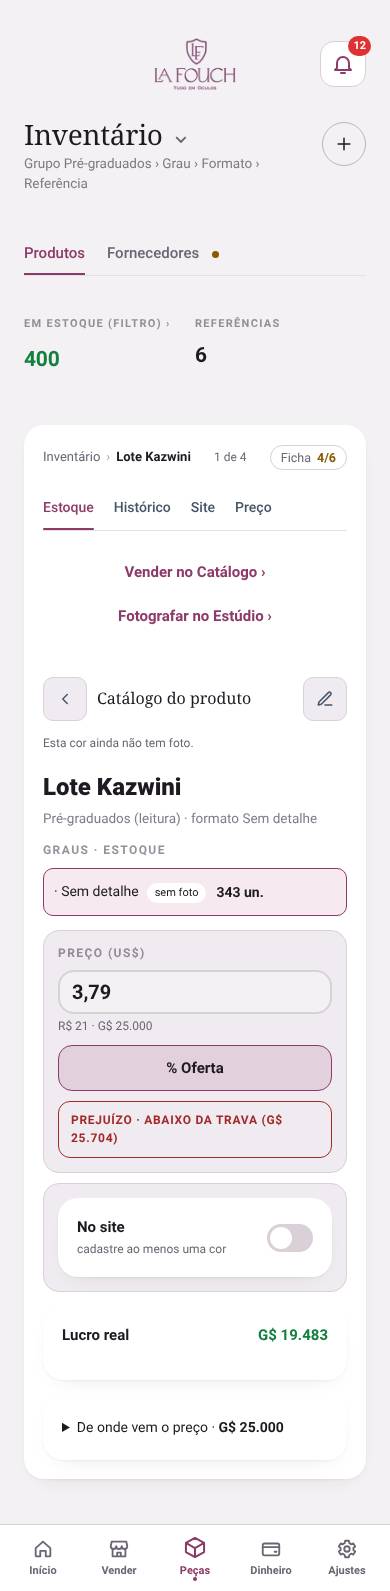 LF
LA FOUCH
TUDO EM ÓCULOS
12
Inventário
Grupo Pré-graduados › Grau › Formato ›
Referência
Produtos Fornecedores
EM ESTOQUE (FILTRO) › REFERÊNCIAS
400 6
Inventário › Lote Kazwini 1 de 4 Ficha 4/6
Estoque Histórico Site Preço
Vender no Catálogo ›
Fotografar no Estúdio ›
Catálogo do produto
Esta cor ainda não tem foto.
Lote Kazwini
Pré-graduados (leitura) · formato Sem detalhe
GRAUS · ESTOQUE
· Sem detalhe sem foto 343 un.
PREÇO (US$)
3,79
R$ 21 · G$ 25.000
% Oferta
PREJUÍZO · ABAIXO DA TRAVA (G$
25.704)
No site
cadastre ao menos uma cor
Lucro real G$ 19.483
De onde vem o preço · G$ 25.000
Início Vender Peças Dinheiro Ajustes